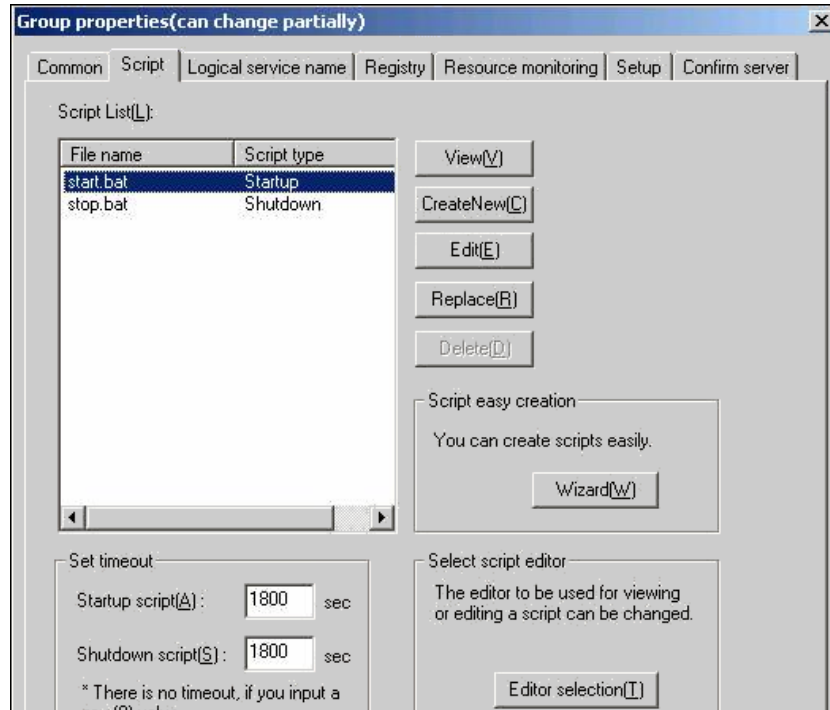 Group properties(can change partially)
Common Script Logical service name Registry Resource monitoring Setup Confirm server
Script List(L):
File name Script type
start.bat Startup
stop.bat Shutdown
View(V)
CreateNew(C)
Edit(E)
Replace(R)
Delete(D)
Script easy creation
You can create scripts easily.
Wizard(W)
Set timeout
Startup script(A) : 1800 sec
Shutdown script(S) : 1800 sec
* There is no timeout, if you input a
Select script editor
The editor to be used for viewing
or editing a script can be changed.
Editor selection(T)